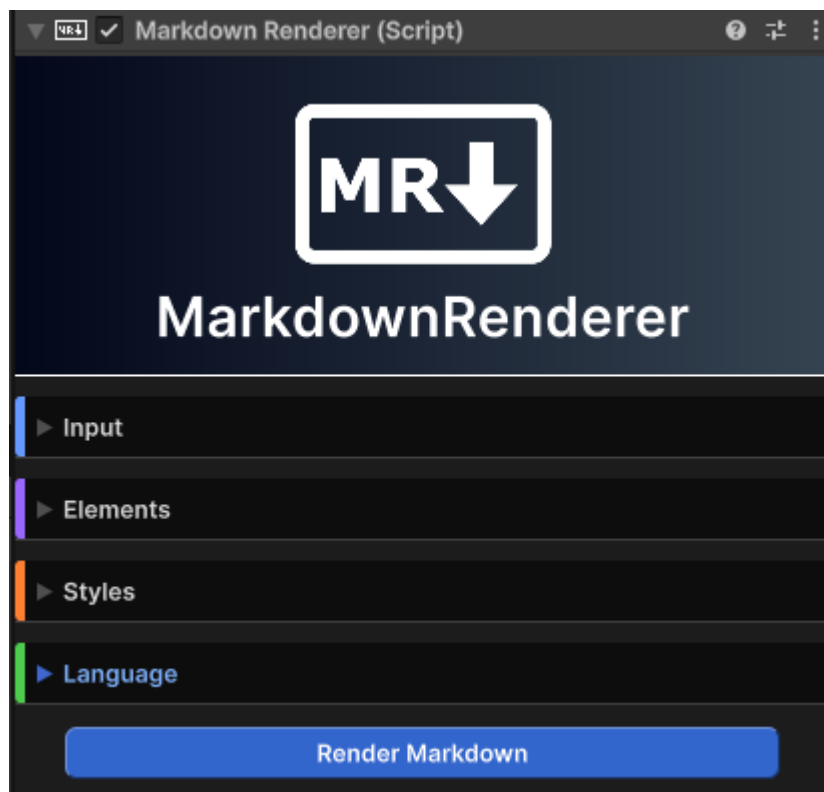 Markdown Renderer (Script)
MR
MarkdownRenderer
Input
Elements
Styles
Language
Render Markdown